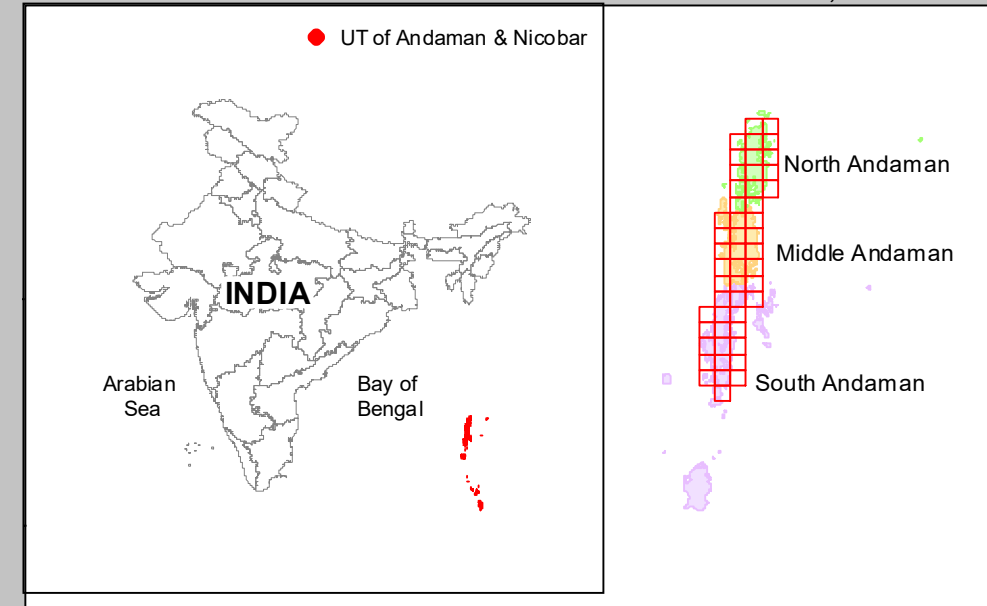 UT of Andaman & Nicobar
INDIA
Arabian
Sea
Bay of
Bengal
North Andaman
Middle Andaman
South Andaman